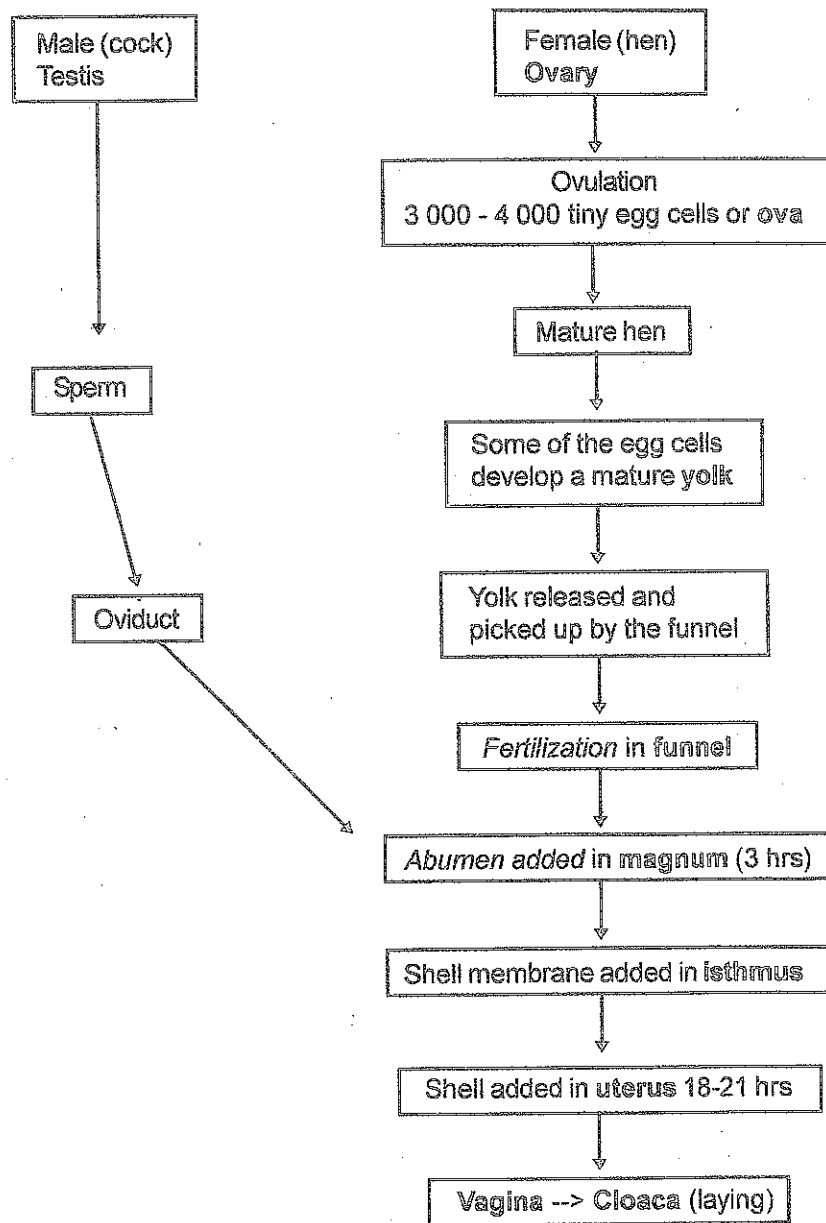 Male (cock)
Testis
Sperm
Oviduct
Female (hen)
Ovary
Ovulation
3 000 - 4 000 tiny egg cells or ova
Mature hen
Some of the egg cells
develop a mature yolk
Yolk released and
picked up by the funnel
Fertilization in funnel
Abumen added in magnum (3 hrs)
Shell membrane added in isthmus
Shell added in uterus 18-21 hrs
Vagina --> Cloaca (laying)